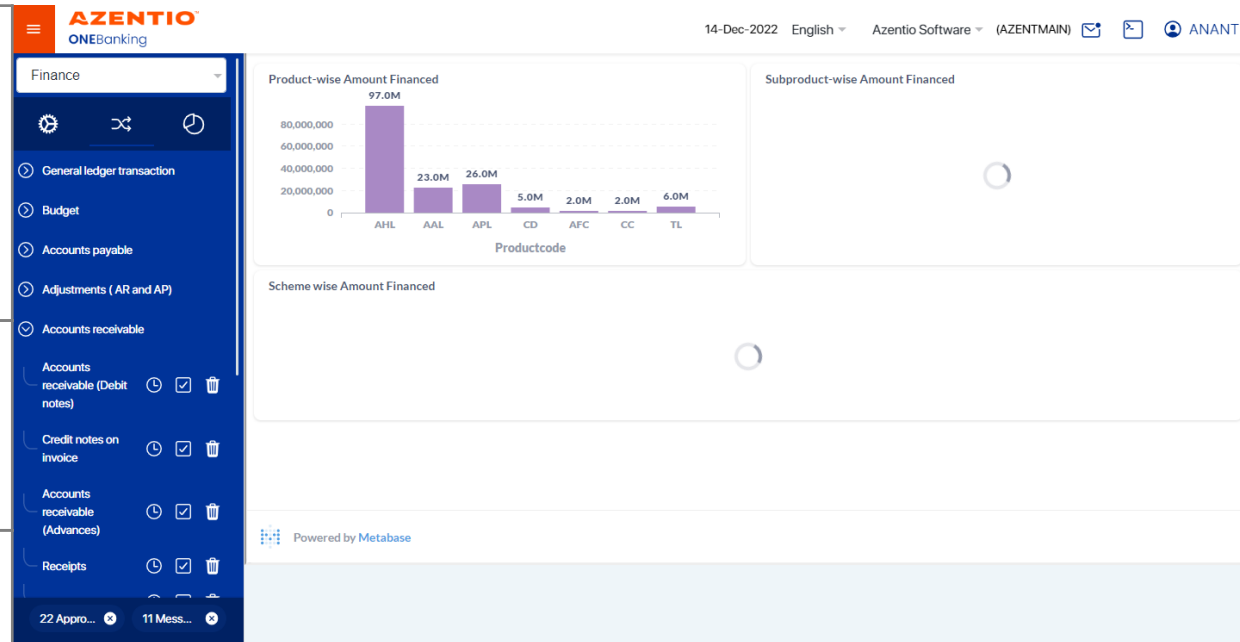 AZENTIO
ONEBanking
14-Dec-2022 English Azentio Software (AZENTMAIN) ANANT
Finance
General ledger transaction
Budget
Accounts payable
Adjustments ( AR and AP)
Accounts receivable
Accounts
receivable (Debit
notes)
Credit notes on
invoice
Accounts
receivable
(Advances)
Receipts
22 Appro...
11 Mess...
Product-wise Amount Financed
97.0M
80,000,000
60,000,000
40,000,000
20,000,000
0
23.0M
26.0M
5.0M
2.0M
2.0M
6.0M
AHL AAL APL CD AFC CC TL
Productcode
Subproduct-wise Amount Financed
Scheme wise Amount Financed
Powered by Metabase